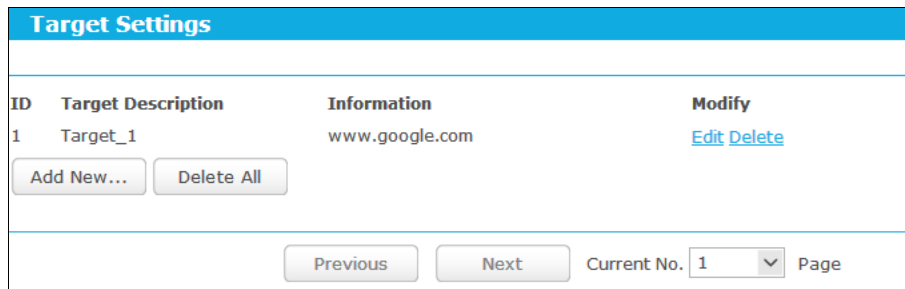 Target Settings
ID Target Description Information Modify
1 Target_1 www.google.com Edit Delete
Add New... Delete All
Previous Next Current No. 1 Page